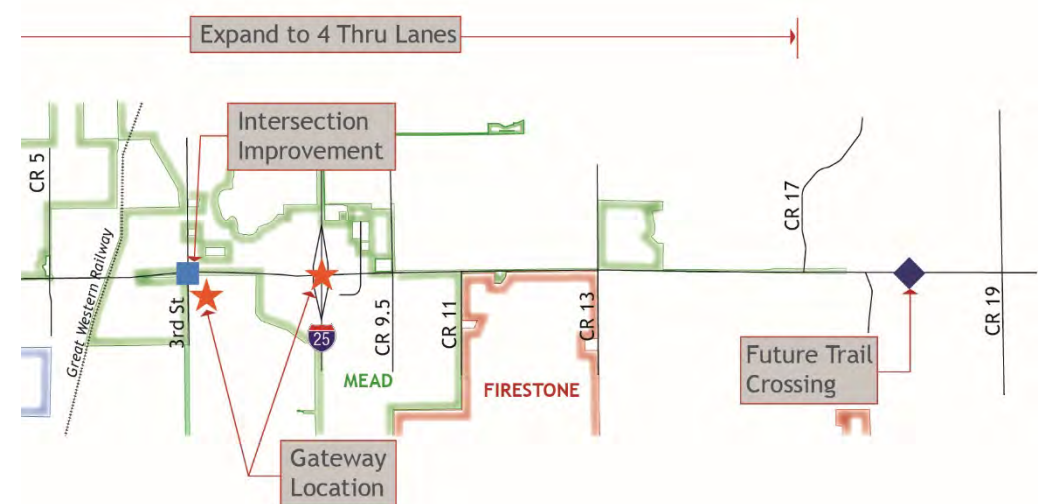 Expand to 4 Thru Lanes
Intersection
Improvement
CR 5
Great Western Railway
3rd St
25
CR 9.5
CR 11
CR 13
CR 17
CR 19
MEAD
FIRESTONE
Future Trail
Crossing
Gateway
Location